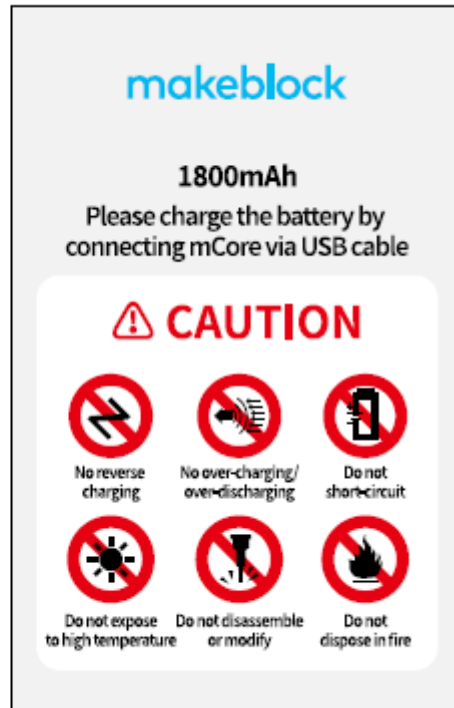 makeblock
1800mAh
Please charge the battery by
connecting mCore via USB cable
CAUTION
No reverse
charging
No over-charging/
over-discharging
Do not
short-circuit
Do not expose
to high temperature
Do not disassemble
or modify
Do not
dispose in fire